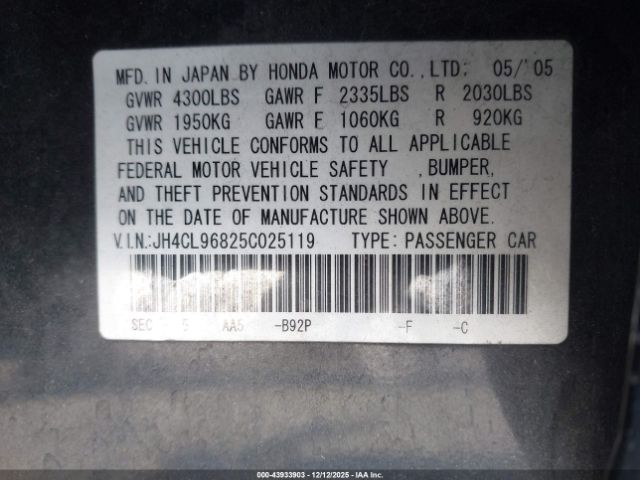 MFD. IN JAPAN BY HONDA MOTOR CO., LTD. 05/'05
GVWR 4300LBS GAWR F 2335LBS R 2030LBS
GVWR 1950KG GAWR F 1060KG R 920KG
THIS VEHICLE CONFORMS TO ALL APPLICABLE
FEDERAL MOTOR VEHICLE SAFETY , BUMPER,
AND THEFT PREVENTION STANDARDS IN EFFECT
ON THE DATE OF MANUFACTURE SHOWN ABOVE.
V.I.N.:JH4CL96825C025119 TYPE: PASSENGER CAR
SEC 5 AA5 -B92P -F -C
000-43933903 - 12/12/2025 - IAAI Inc.